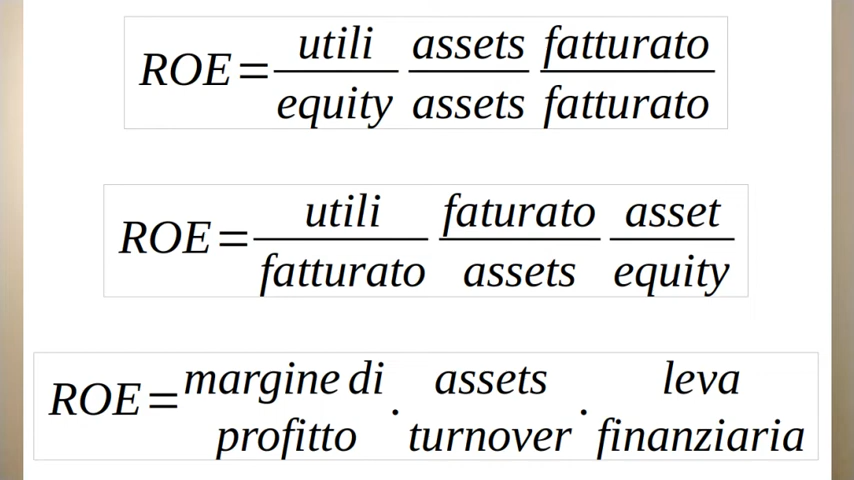 ROE = utili/equity assets/assets fatturato/fatturato
ROE = utili/fatturato faturato/assets asset/equity
ROE = margine di profitto · assets turnover · leva finanziaria